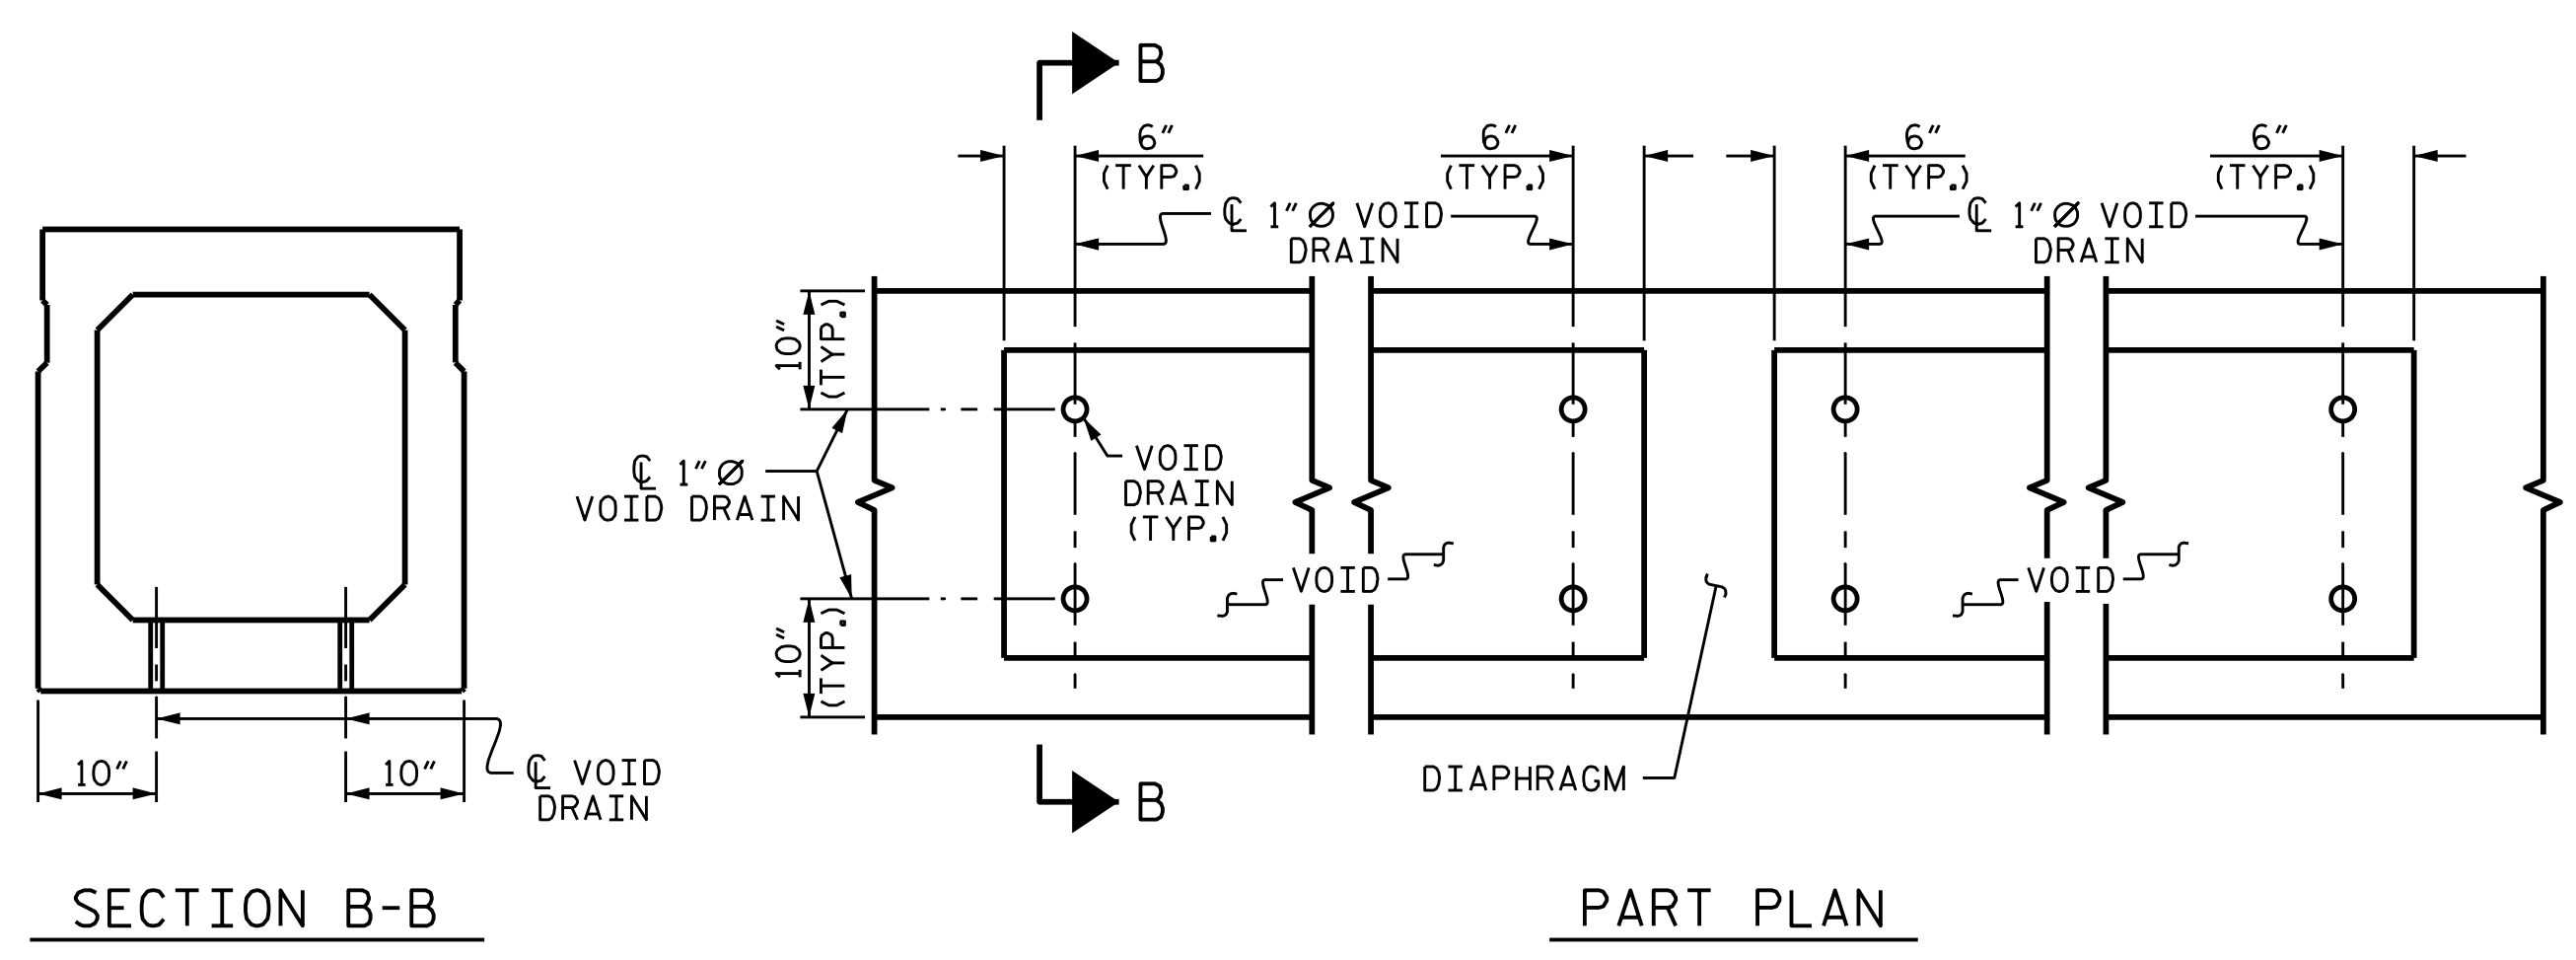 B
6" 6" 6" 6"
(TYP.) (TYP.) (TYP.) (TYP.)
℄ 1" Ø VOID ℄ 1" Ø VOID
DRAIN DRAIN
10"
(TYP.)
℄ 1" Ø
VOID DRAIN
VOID
DRAIN
(TYP.)
VOID VOID
10"
(TYP.)
10" 10"
℄ VOID
DRAIN
DIAPHRAGM
B
SECTION B-B
PART PLAN